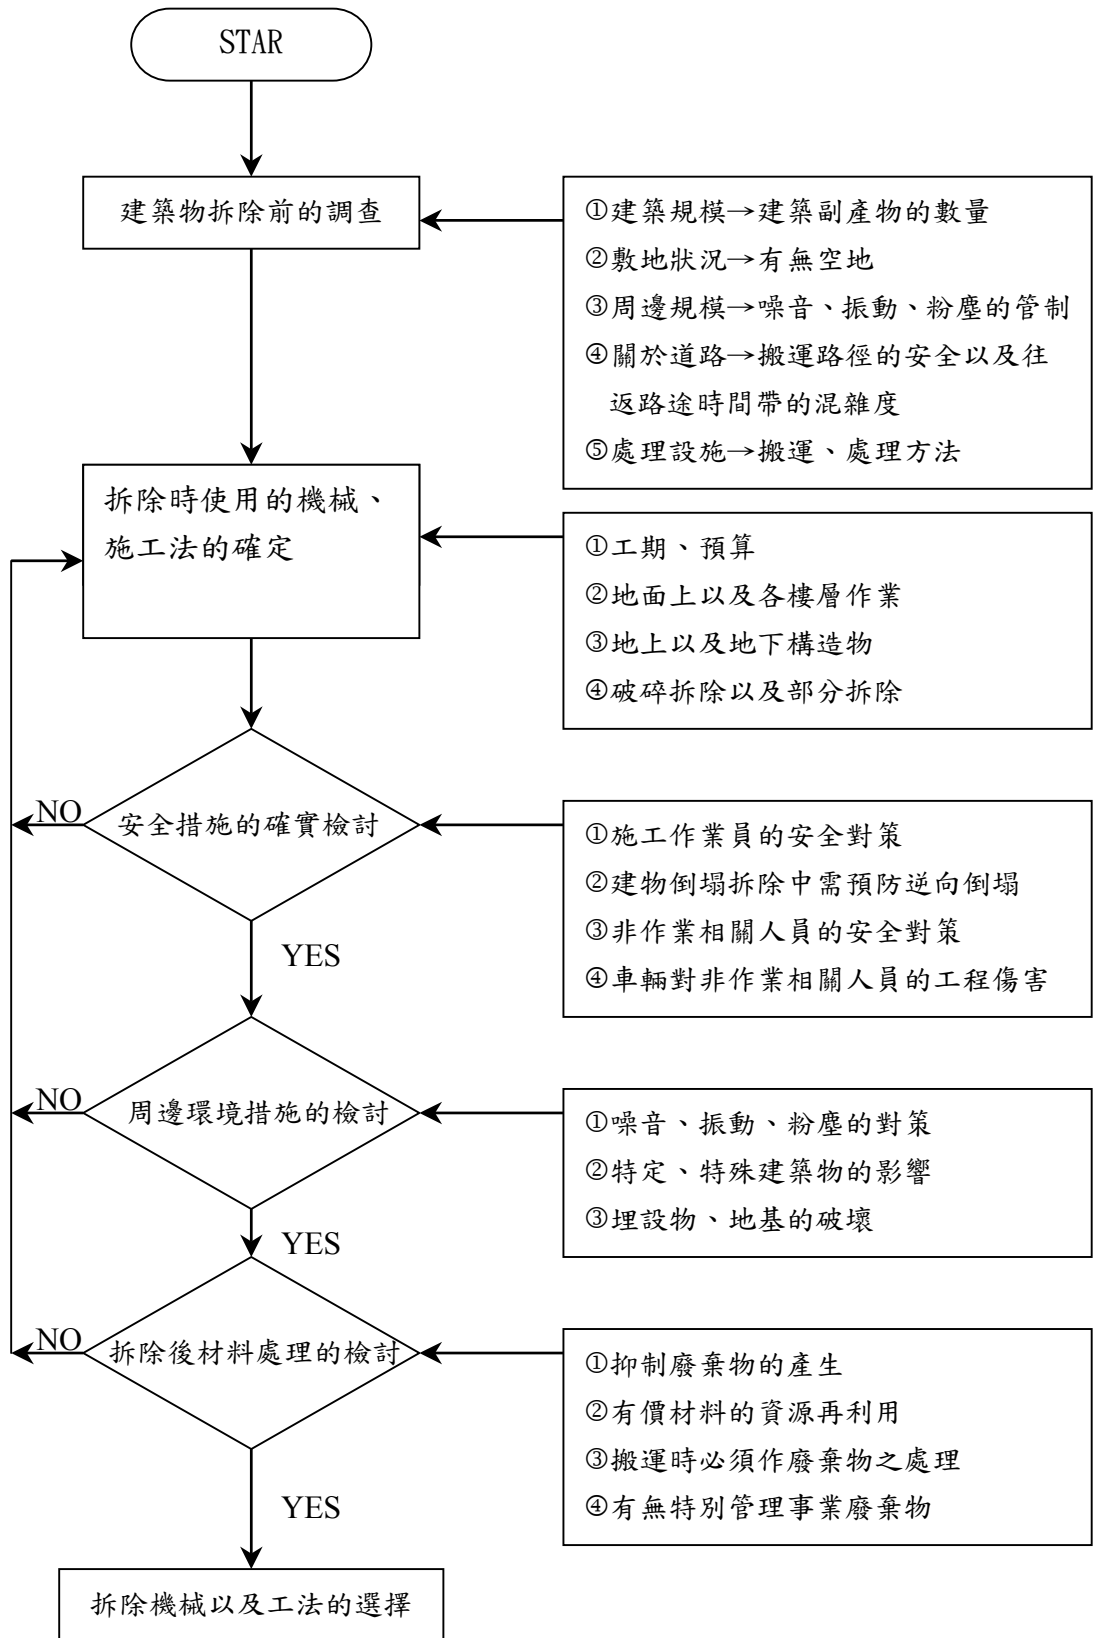 STAR
建築物拆除前的調查
①建築規模→建築副產物的數量
②敷地狀況→有無空地
③周邊規模→噪音、振動、粉塵的管制
④關於道路→搬運路徑的安全以及往
返路途時間帶的混雜度
⑤處理設施→搬運、處理方法
拆除時使用的機械、
施工法的確定
①工期、預算
②地面上以及各樓層作業
③地上以及地下構造物
④破碎拆除以及部分拆除
NO
安全措施的確實檢討
①施工作業員的安全對策
②建物倒塌拆除中需預防逆向倒塌
③非作業相關人員的安全對策
④車輛對非作業相關人員的工程傷害
YES
NO
周邊環境措施的檢討
①噪音、振動、粉塵的對策
②特定、特殊建築物的影響
③埋設物、地基的破壞
YES
NO
拆除後材料處理的檢討
①抑制廢棄物的產生
②有價材料的資源再利用
③搬運時必須作廢棄物之處理
④有無特別管理事業廢棄物
YES
拆除機械以及工法的選擇